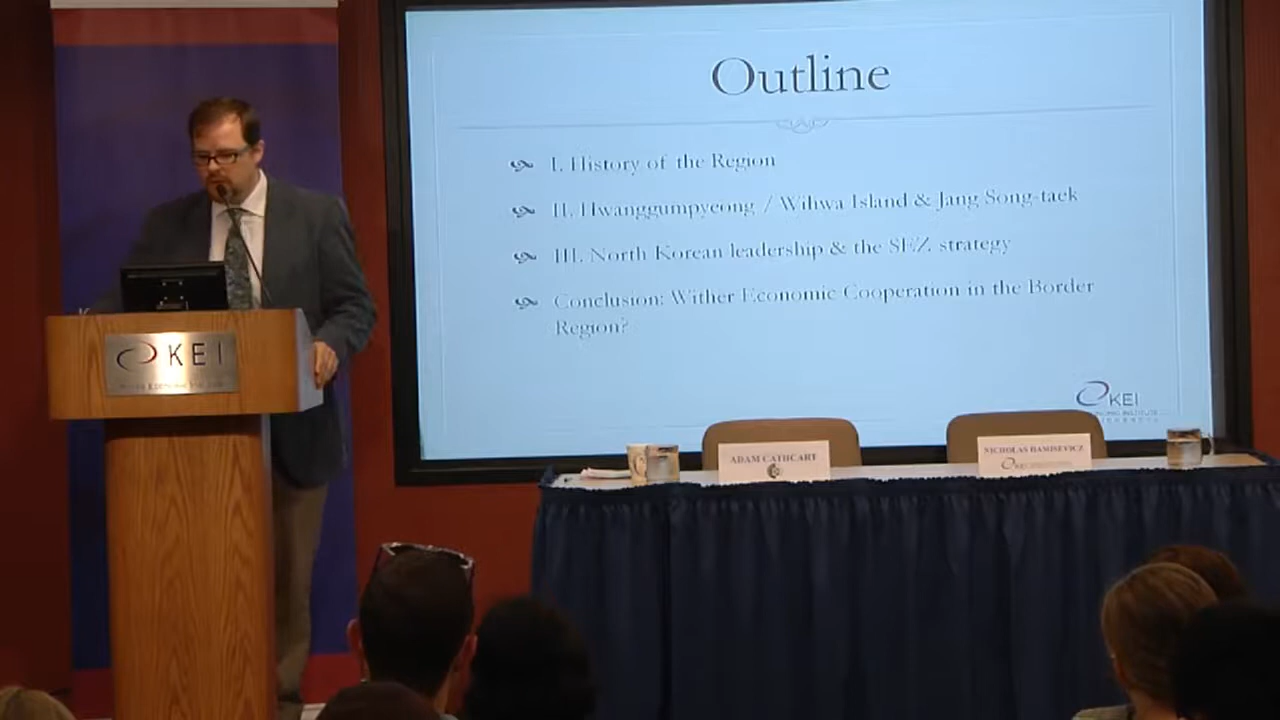 Outline
I. History of the Region
II. Hwanggumpyeong / Wihwa Island & Jang Song-taek
III. North Korean leadership & the SEZ strategy
Conclusion: Wither Economic Cooperation in the Border
Region?
KEI
KEI
ADAM CATHCART
NICHOLAS HAMISEVICZ